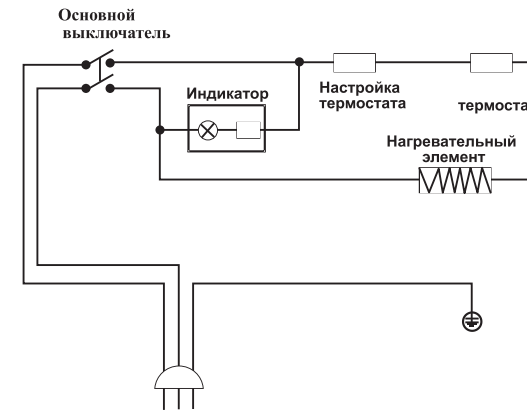 Основной
выключатель
Индикатор
Настройка
термостата
термоста
Нагревательный
элемент